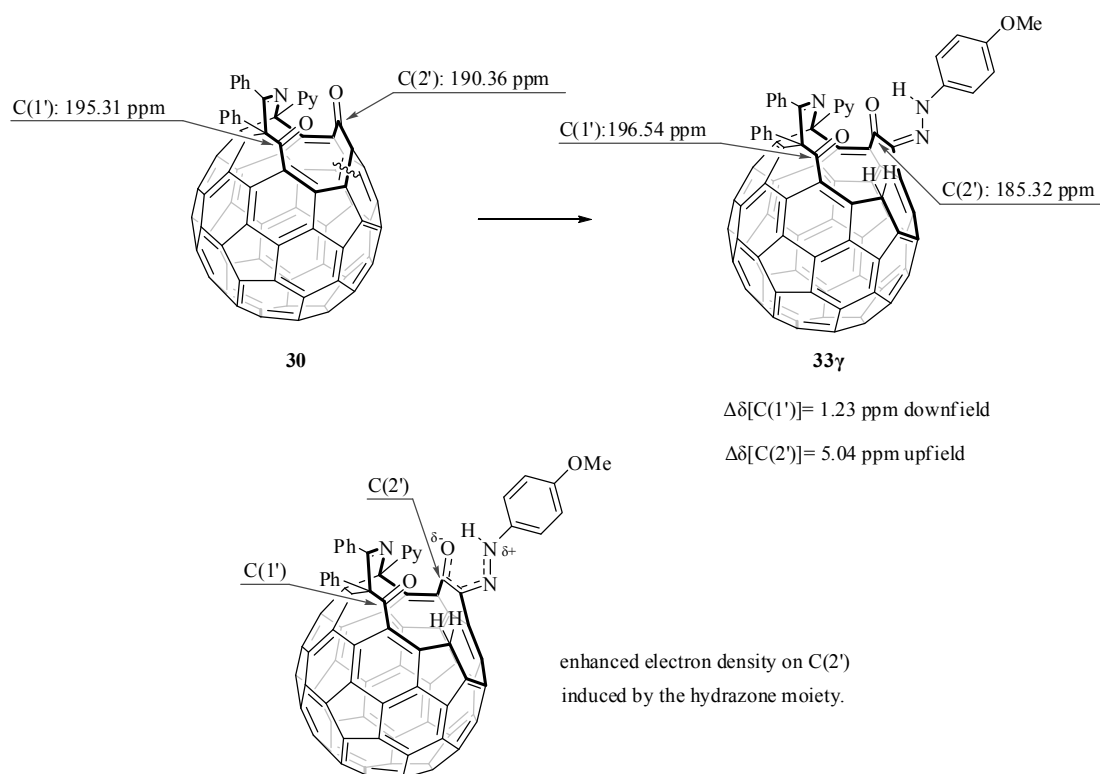 OMe
C(2'): 190.36 ppm
Ph N O
Py
C(1'): 195.31 ppm
Ph O
H
N
N
Ph N O
Py
C(1'):196.54 ppm
Ph O
H H
C(2'): 185.32 ppm
30
33γ
Δδ[C(1')]= 1.23 ppm downfield
Δδ[C(2')]= 5.04 ppm upfield
OMe
C(2')
H
δ- N δ+
O
Ph N Py N
C(1')
Ph O
H H
enhanced electron density on C(2')
induced by the hydrazone moiety.